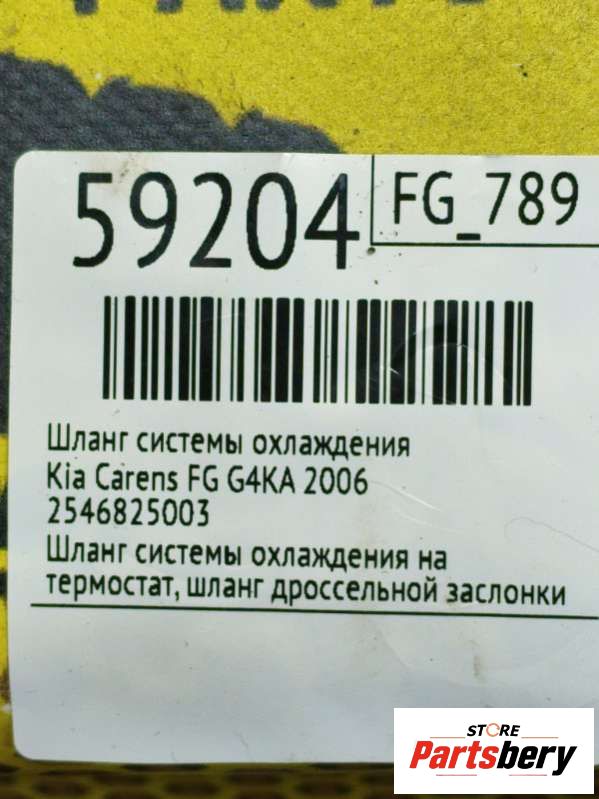 59204
FG_789
Шланг системы охлаждения
Kia Carens FG G4KA 2006
2546825003
Шланг системы охлаждения на
термостат, шланг дроссельной заслонки
STORE
Partsbery